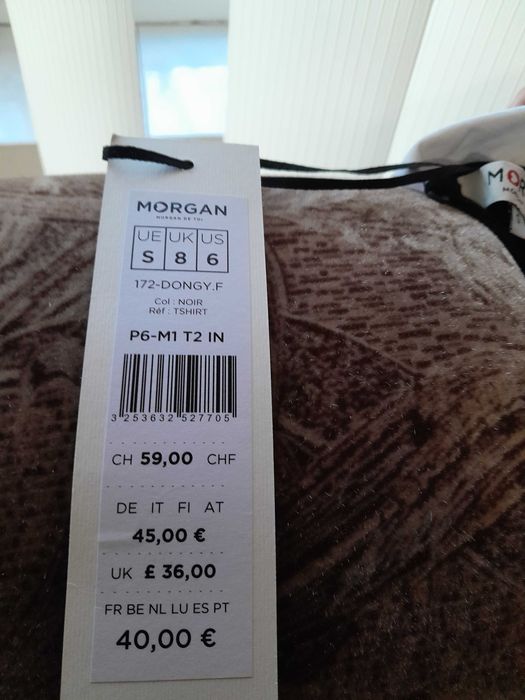 MORGAN
MORGAN DE TOI
UE UK US
S 8 6
172-DONGY.F
Col : NOIR
Réf : TSHIRT
P6-M1 T2 IN
3 253632 527705
CH 59,00 CHF
DE IT FI AT
45,00 €
UK £ 36,00
FR BE NL LU ES PT
40,00 €
MO